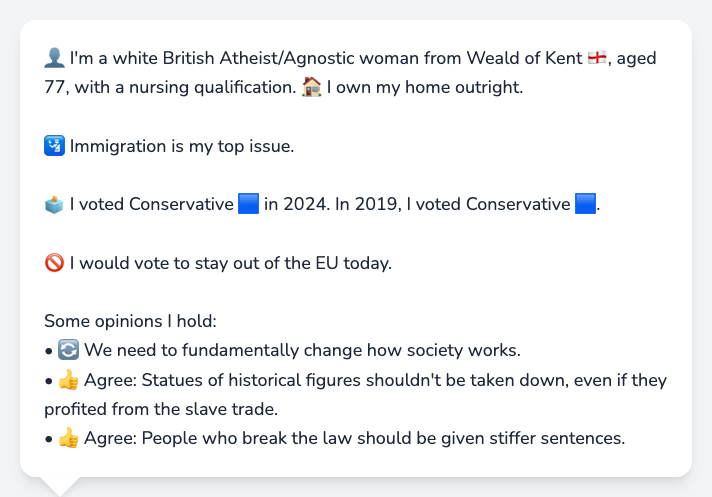 👤 I'm a white British Atheist/Agnostic woman from Weald of Kent 🏴󠁧󠁢󠁥󠁮󠁧󠁿, aged
77, with a nursing qualification. 🏠 I own my home outright.
🛂 Immigration is my top issue.
🗳️ I voted Conservative 🟦 in 2024. In 2019, I voted Conservative 🟦.
🚫 I would vote to stay out of the EU today.
Some opinions I hold:
• 🔄 We need to fundamentally change how society works.
• 👍 Agree: Statues of historical figures shouldn't be taken down, even if they
profited from the slave trade.
• 👍 Agree: People who break the law should be given stiffer sentences.